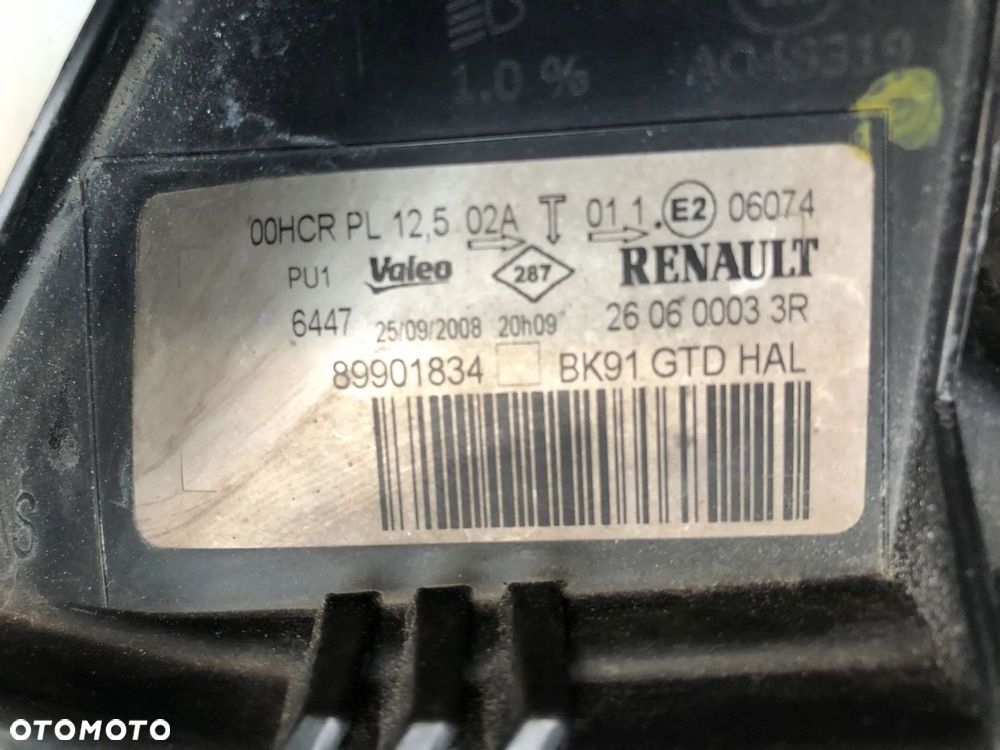 1.0 %
00HCR PL 12,5 02A T 01 1. E2 06074
PU1 Valeo 287 RENAULT
6447 25/09/2008 20h09 26 06 0003 3R
89901834 BK91 GTD HAL
OTOMOTO